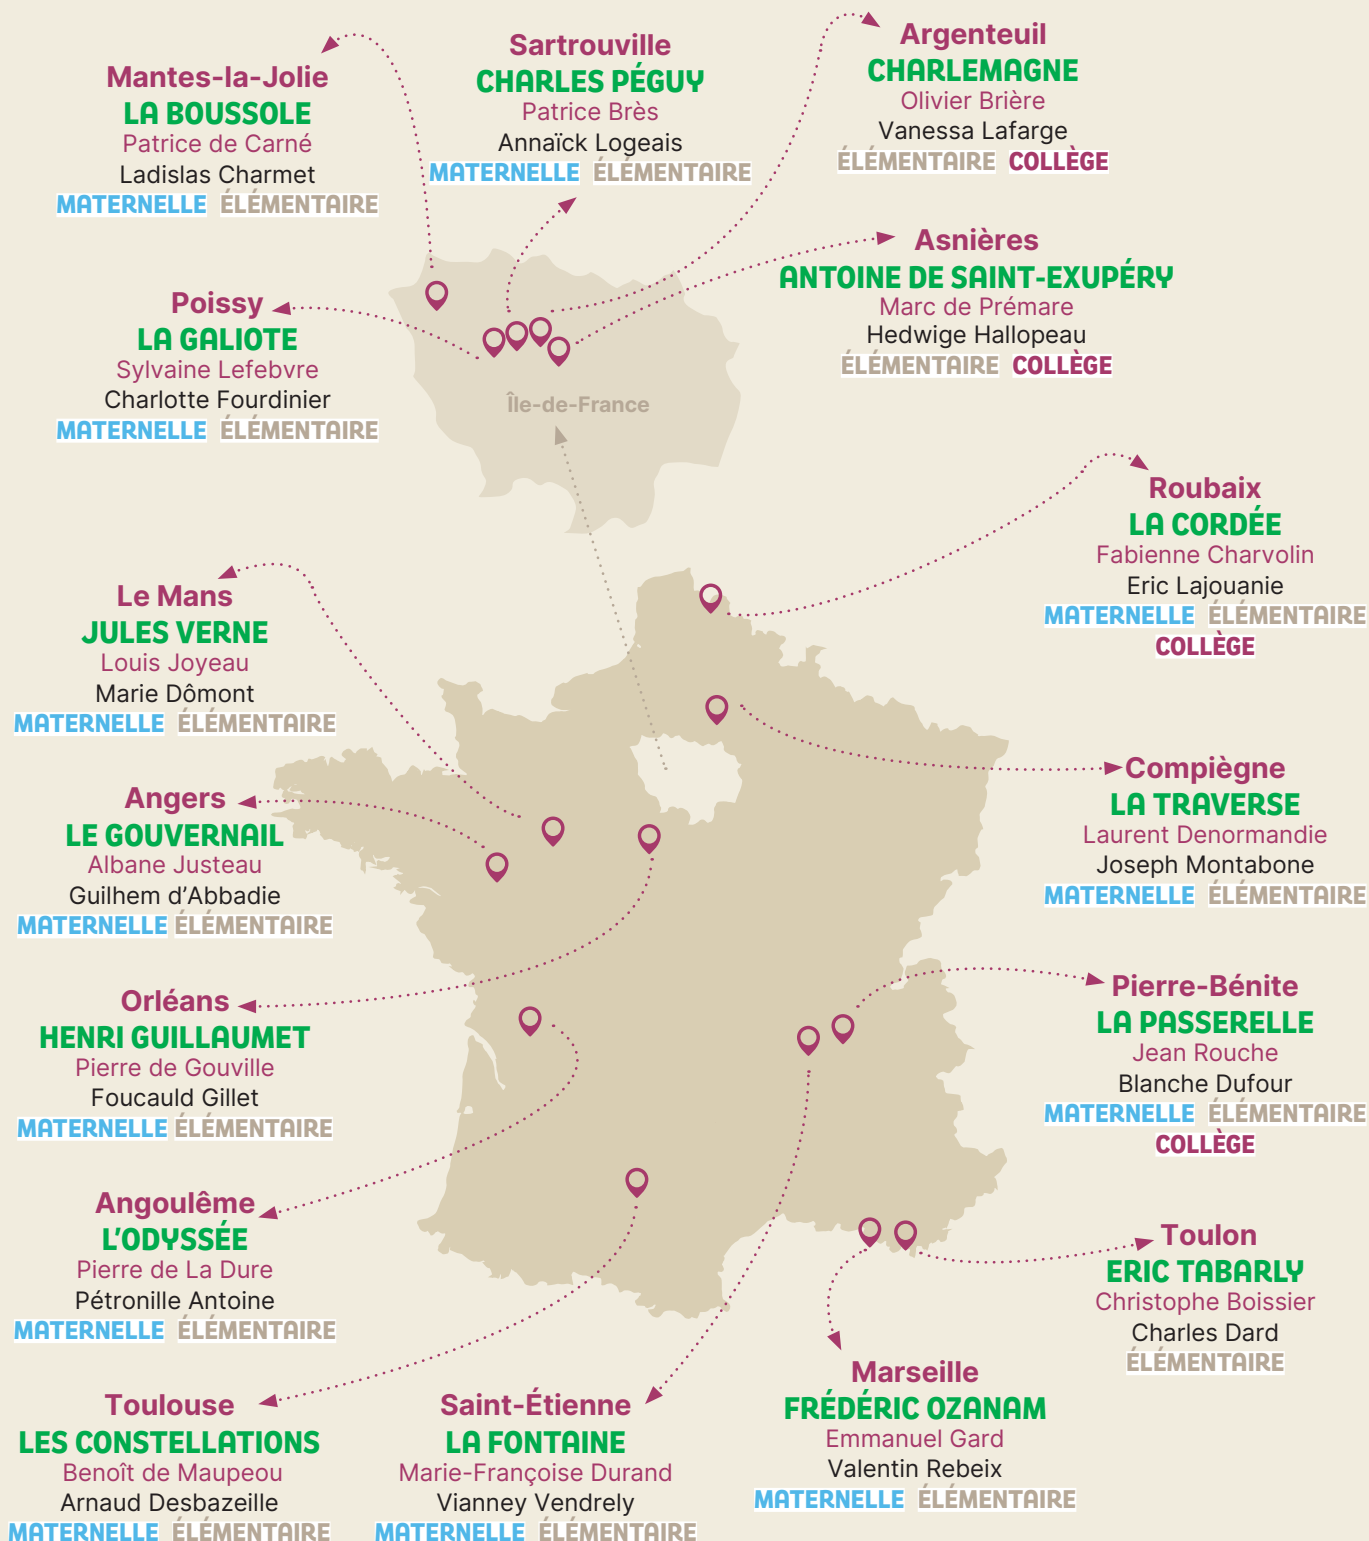 Mantes-la-Jolie
LA BOUSSOLE
Patrice de Carné
Ladislas Charmet
MATERNELLE ÉLÉMENTAIRE
Sartrouville
CHARLES PÉGUY
Patrice Brès
Annaïck Logeais
MATERNELLE ÉLÉMENTAIRE
Argenteuil
CHARLEMAGNE
Olivier Brière
Vanessa Lafarge
ÉLÉMENTAIRE COLLÈGE
Asnières
ANTOINE DE SAINT-EXUPÉRY
Marc de Prémare
Hedwige Hallopeau
ÉLÉMENTAIRE COLLÈGE
Poissy
LA GALIOTE
Sylvaine Lefebvre
Charlotte Fourdinier
MATERNELLE ÉLÉMENTAIRE
Île-de-France
Roubaix
LA CORDÉE
Fabienne Charvolin
Eric Lajouanie
MATERNELLE ÉLÉMENTAIRE
COLLÈGE
Le Mans
JULES VERNE
Louis Joyeau
Marie Dômont
MATERNELLE ÉLÉMENTAIRE
Compiègne
LA TRAVERSE
Laurent Denormandie
Joseph Montabone
MATERNELLE ÉLÉMENTAIRE
Angers
LE GOUVERNAIL
Albane Justeau
Guilhem d’Abbadie
MATERNELLE ÉLÉMENTAIRE
Pierre-Bénite
LA PASSERELLE
Jean Rouche
Blanche Dufour
MATERNELLE ÉLÉMENTAIRE
COLLÈGE
Orléans
HENRI GUILLAUMET
Pierre de Gouville
Foucauld Gillet
MATERNELLE ÉLÉMENTAIRE
Angoulême
L’ODYSSÉE
Pierre de La Dure
Pétronille Antoine
MATERNELLE ÉLÉMENTAIRE
Toulon
ERIC TABARLY
Christophe Boissier
Charles Dard
ÉLÉMENTAIRE
Toulouse
LES CONSTELLATIONS
Benoît de Maupeou
Arnaud Desbazeille
MATERNELLE ÉLÉMENTAIRE
Saint-Étienne
LA FONTAINE
Marie-Françoise Durand
Vianney Vendrely
MATERNELLE ÉLÉMENTAIRE
Marseille
FRÉDÉRIC OZANAM
Emmanuel Gard
Valentin Rebeix
MATERNELLE ÉLÉMENTAIRE